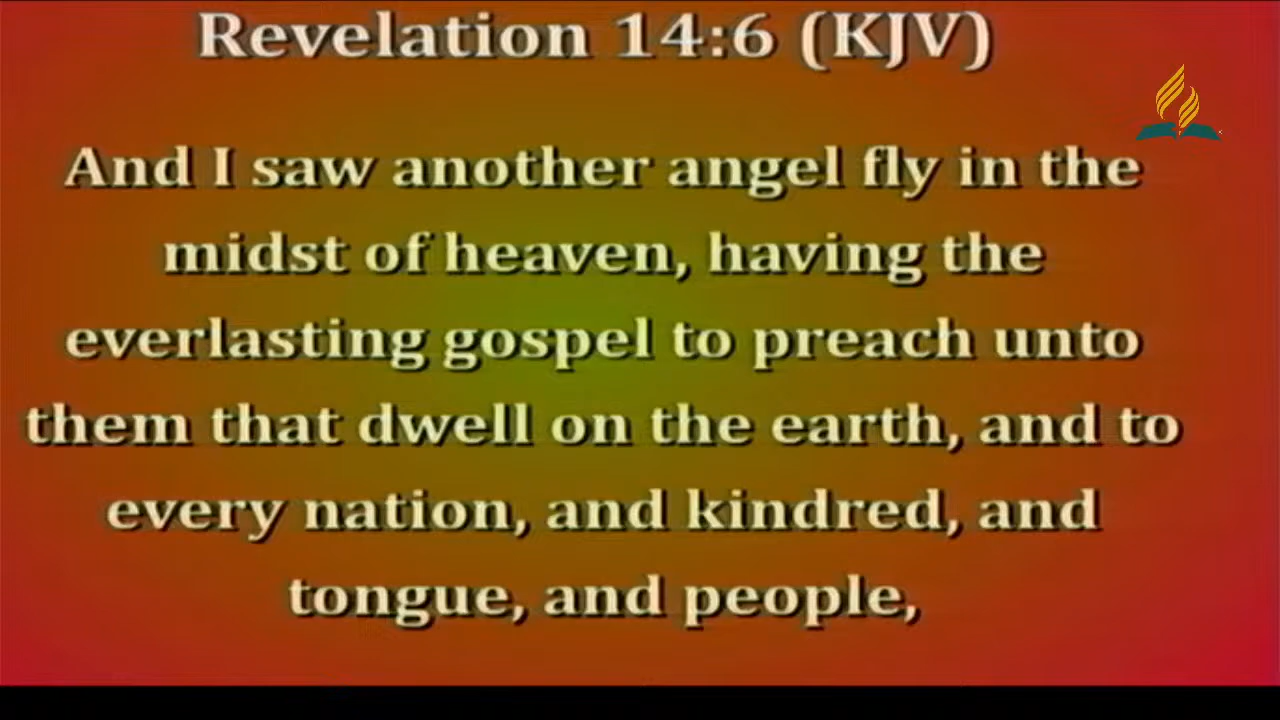 Revelation 14:6 (KJV)
And I saw another angel fly in the
midst of heaven, having the
everlasting gospel to preach unto
them that dwell on the earth, and to
every nation, and kindred, and
tongue, and people,